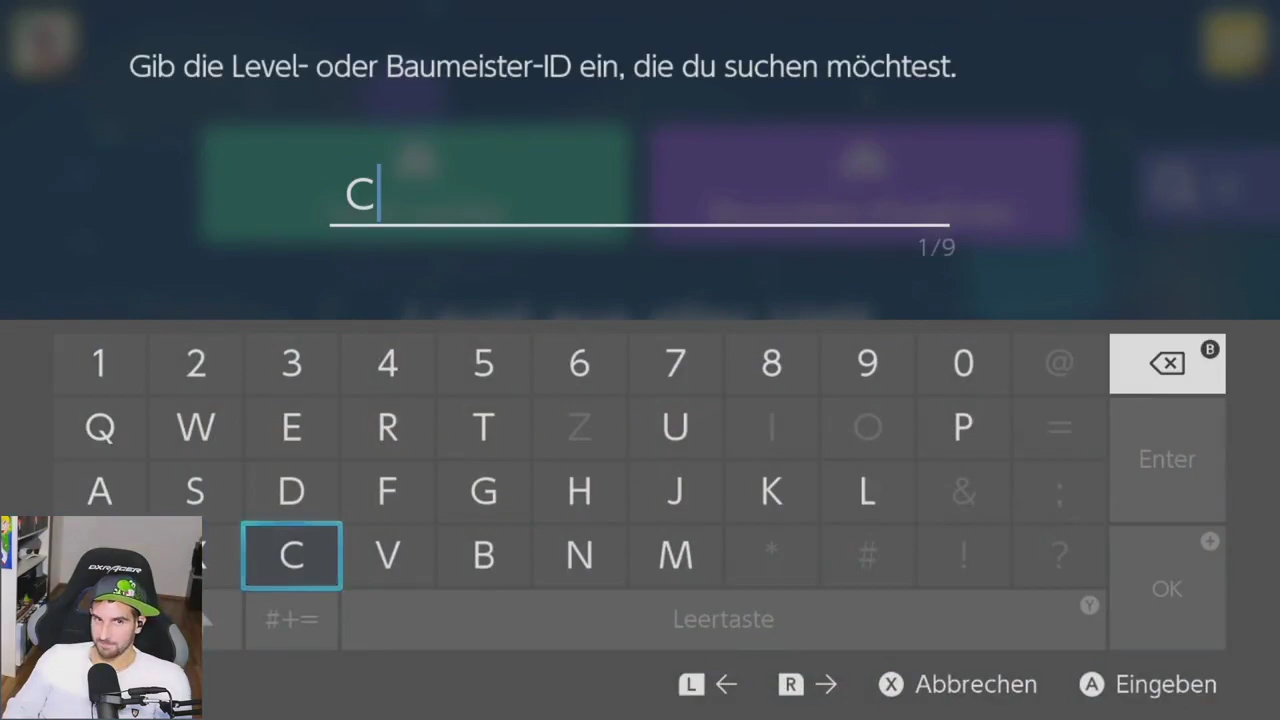 Gib die Level- oder Baumeister-ID ein, die du suchen möchtest.
C
1/9
1 2 3 4 5 6 7 8 9 0 @ B
Q W E R T Z U I O P =
Enter
A S D F G H J K L & ;
C V B N M * # ! ? +
OK
#+= Leertaste Y
DXRACER
L ← R → X Abbrechen A Eingeben